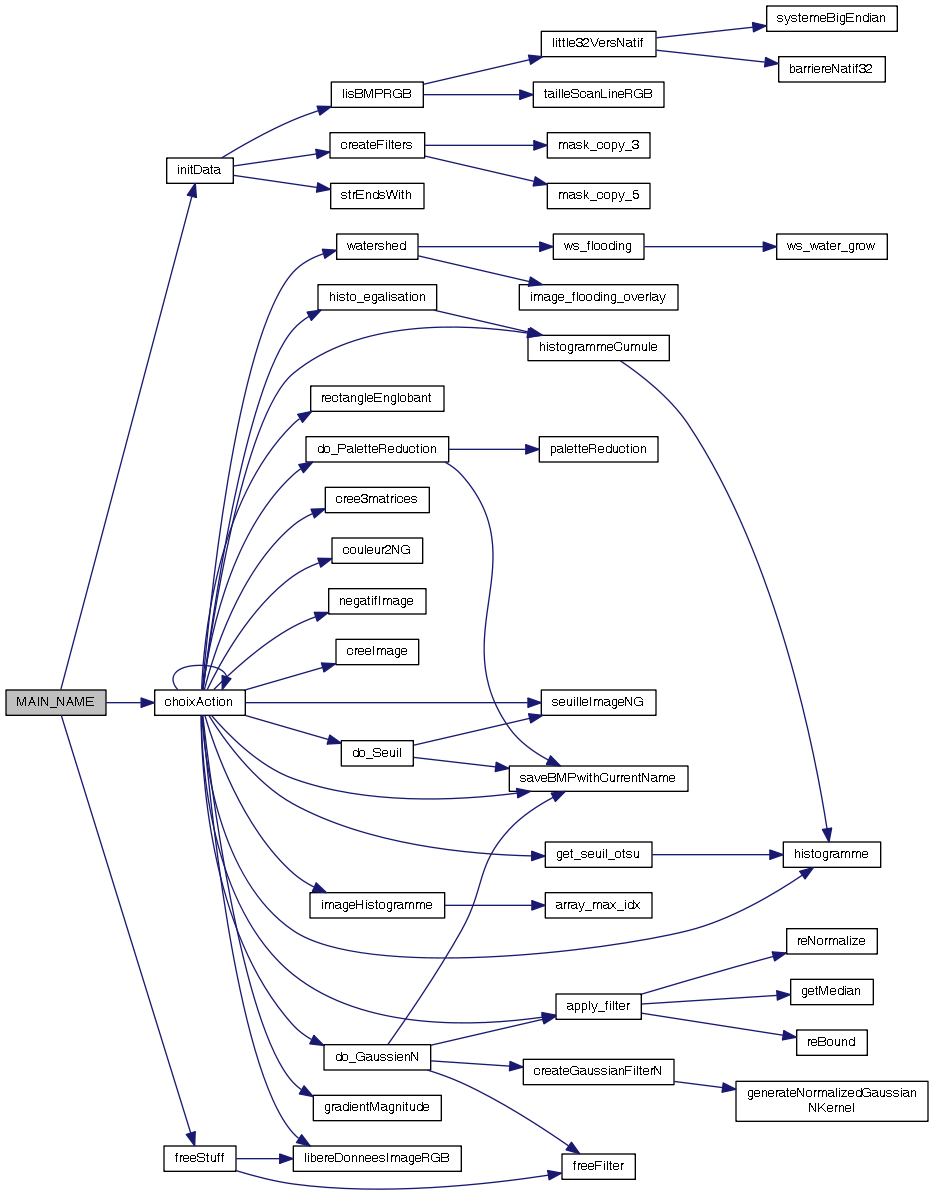 systemeBigEndian
little32VersNatif
barriereNatif32
lisBMPRGB
tailleScanLineRGB
createFilters
mask_copy_3
initData
strEndsWith
mask_copy_5
watershed
ws_flooding
ws_water_grow
histo_egalisation
image_flooding_overlay
histogrammeCumule
rectangleEnglobant
do_PaletteReduction
paletteReduction
cree3matrices
couleur2NG
negatifImage
creeImage
MAIN_NAME
choixAction
seuilleImageNG
do_Seuil
saveBMPwithCurrentName
get_seuil_otsu
histogramme
imageHistogramme
array_max_idx
reNormalize
getMedian
apply_filter
reBound
do_GaussienN
createGaussianFilterN
generateNormalizedGaussian
NKernel
gradientMagnitude
freeStuff
libereDonneesImageRGB
freeFilter